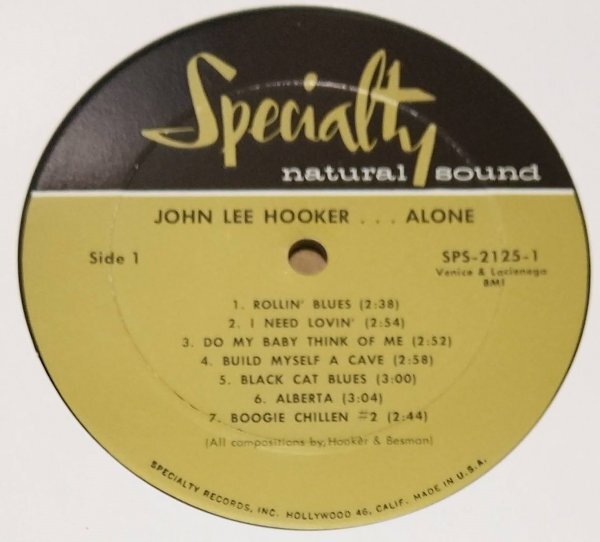 Specialty
natural sound
JOHN LEE HOOKER . . . ALONE
Side 1
SPS-2125-1
Venice & Lacienega
BMI
1. ROLLIN' BLUES (2:38)
2. I NEED LOVIN' (2:54)
3. DO MY BABY THINK OF ME (2:52)
4. BUILD MYSELF A CAVE (2:58)
5. BLACK CAT BLUES (3:00)
6. ALBERTA (3:04)
7. BOOGIE CHILLEN #2 (2:44)
(All compositions by Hooker & Besman)
SPECIALTY RECORDS, INC. HOLLYWOOD 46, CALIF. MADE IN U.S.A.